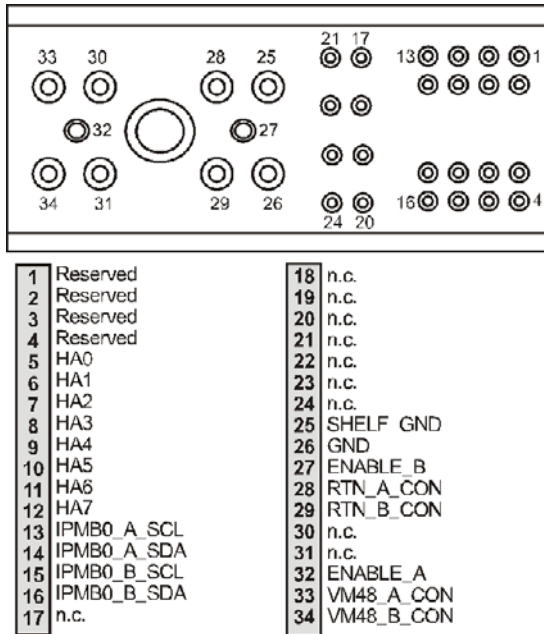 21 17
33 30 28 25 13 1
32 27
34 31 29 26 24 20 16 4
1 Reserved
2 Reserved
3 Reserved
4 Reserved
5 HA0
6 HA1
7 HA2
8 HA3
9 HA4
10 HA5
11 HA6
12 HA7
13 IPMB0_A_SCL
14 IPMB0_A_SDA
15 IPMB0_B_SCL
16 IPMB0_B_SDA
17 n.c.
18 n.c.
19 n.c.
20 n.c.
21 n.c.
22 n.c.
23 n.c.
24 n.c.
25 SHELF_GND
26 GND
27 ENABLE_B
28 RTN_A_CON
29 RTN_B_CON
30 n.c.
31 n.c.
32 ENABLE_A
33 VM48_A_CON
34 VM48_B_CON